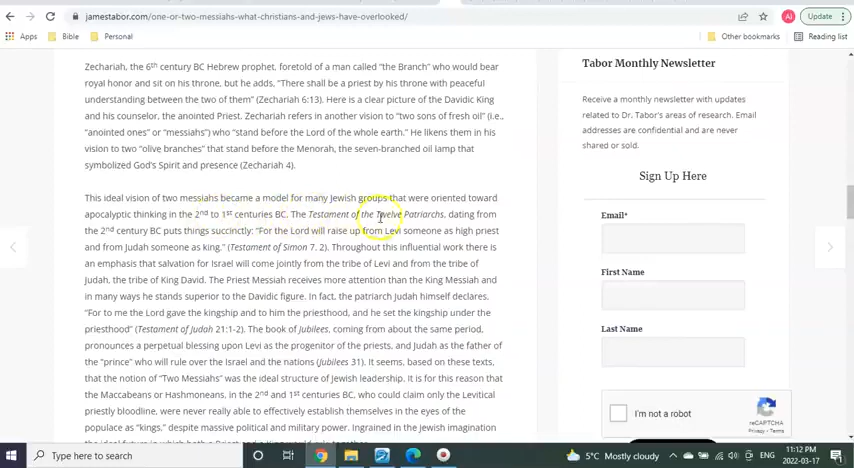 jamestabor.com/one-or-two-messiahs-what-christians-and-jews-have-overlooked/
Update
Apps
Bible
Personal
Other bookmarks
Reading list
Zechariah, the 6th century BC Hebrew prophet, foretold of a man called “the Branch” who would bear
royal honor and sit on his throne, but he adds, “There shall be a priest by his throne with peaceful
understanding between the two of them” (Zechariah 6:13). Here is a clear picture of the Davidic King
and his counselor, the anointed Priest. Zechariah refers in another vision to “two sons of fresh oil” (i.e.,
“anointed ones” or “messiahs”) who “stand before the Lord of the whole earth.” He likens them in his
vision to two “olive branches” that stand before the Menorah, the seven-branched oil lamp that
symbolized God’s Spirit and presence (Zechariah 4).
This ideal vision of two messiahs became a model for many Jewish groups that were oriented toward
apocalyptic thinking in the 2nd to 1st centuries BC. The Testament of the Twelve Patriarchs, dating from
the 2nd century BC puts things succinctly: “For the Lord will raise up from Levi someone as high priest
and from Judah someone as king.” (Testament of Simon 7. 2). Throughout this influential work there is
an emphasis that salvation for Israel will come jointly from the tribe of Levi and from the tribe of
Judah, the tribe of King David. The Priest Messiah receives more attention than the King Messiah and
in many ways he stands superior to the Davidic figure. In fact, the patriarch Judah himself declares.
“For to me the Lord gave the kingship and to him the priesthood, and he set the kingship under the
priesthood” (Testament of Judah 21:1-2). The book of Jubilees, coming from about the same period,
pronounces a perpetual blessing upon Levi as the progenitor of the priests, and Judah as the father of
the “prince” who will rule over the Israel and the nations (Jubilees 31). It seems, based on these texts,
that the notion of “Two Messiahs” was the ideal structure of Jewish leadership. It is for this reason that
the Maccabeans or Hashmoneans, in the 2nd and 1st centuries BC, who could claim only the Levitical
priestly bloodline, were never really able to effectively establish themselves in the eyes of the
populace as “kings,” despite massive political and military power. Ingrained in the Jewish imagination
Tabor Monthly Newsletter
Receive a monthly newsletter with updates
related to Dr. Tabor’s areas of research. Email
addresses are confidential and are never
shared or sold.
Sign Up Here
Email*
First Name
Last Name
I'm not a robot
reCAPTCHA
Privacy - Terms
Type here to search
5°C Mostly cloudy
ENG
11:12 PM
2022-03-17